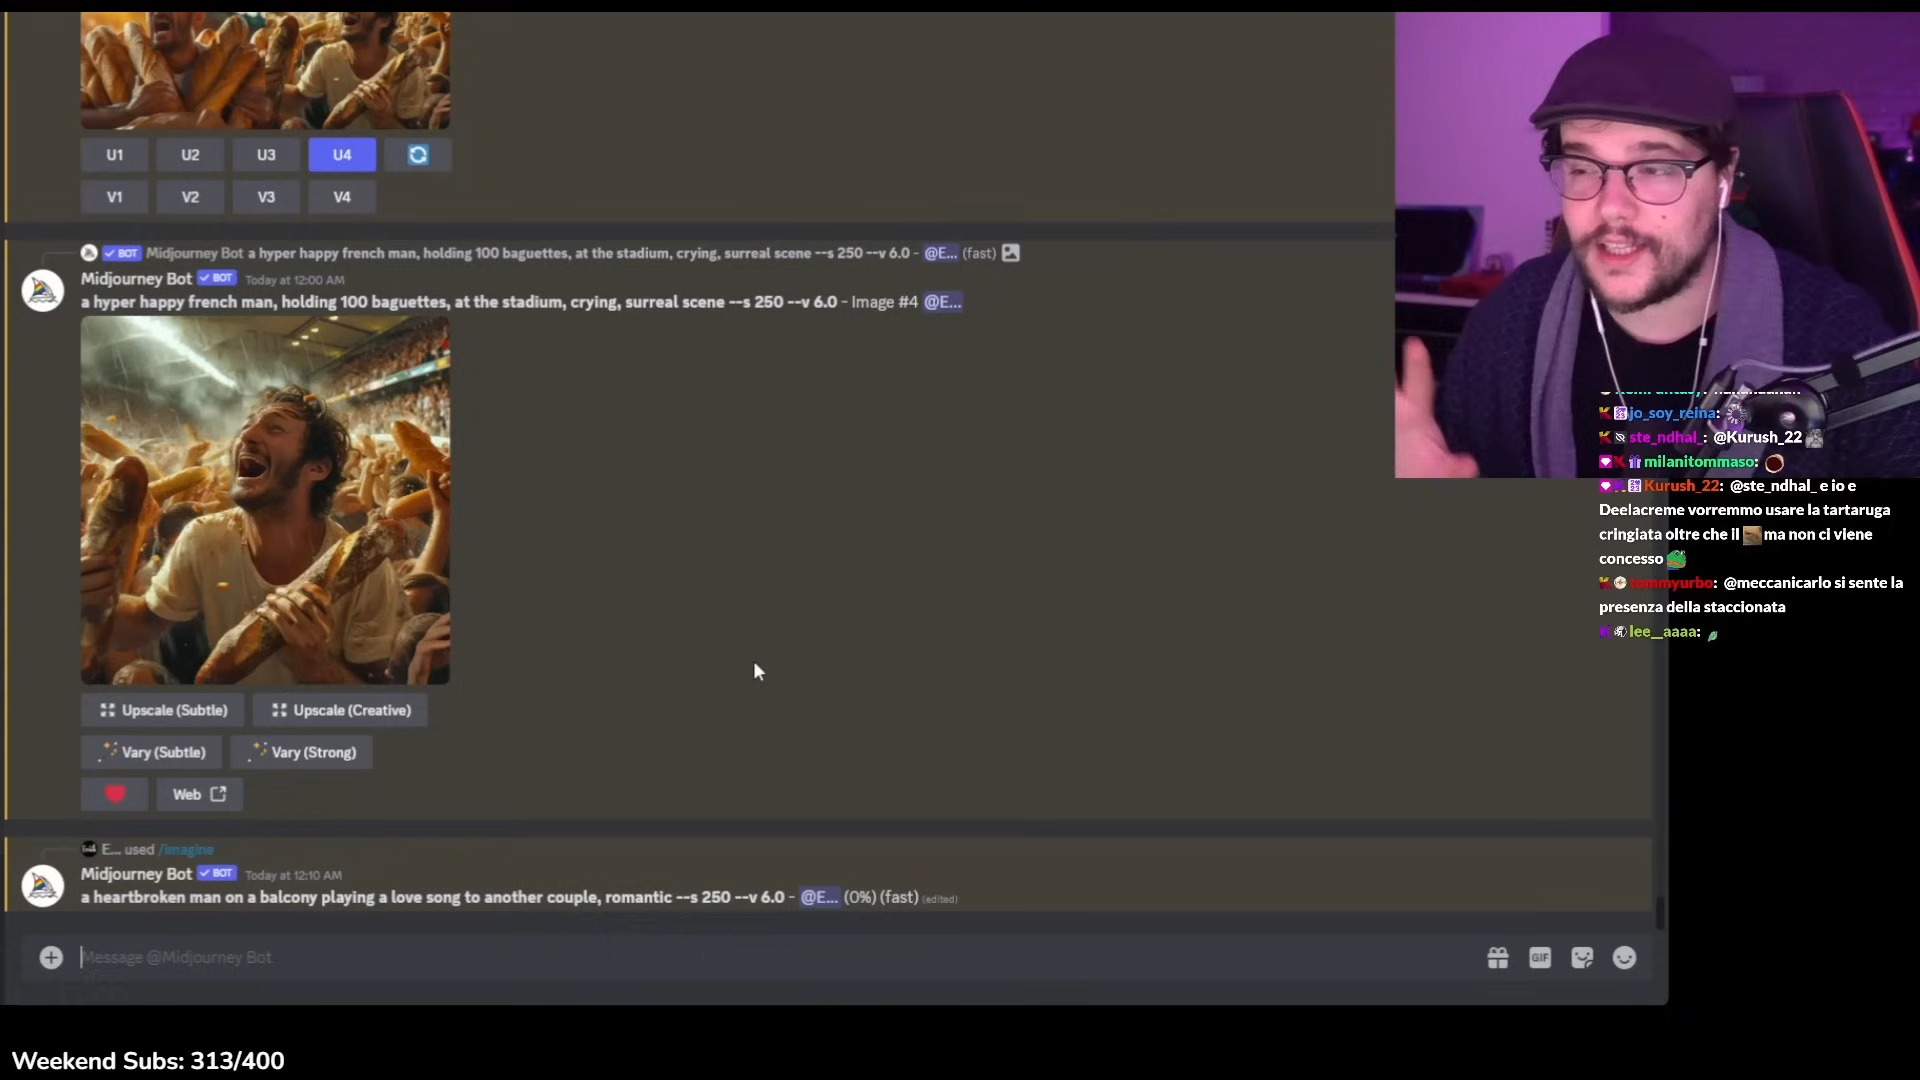 U1 U2 U3 U4
V1 V2 V3 V4
BOT Midjourney Bot a hyper happy french man, holding 100 baguettes, at the stadium, crying, surreal scene --s 250 --v 6.0 - @E... (fast)
Midjourney Bot BOT Today at 12:00 AM
a hyper happy french man, holding 100 baguettes, at the stadium, crying, surreal scene --s 250 --v 6.0 - Image #4 @E...
Upscale (Subtle) Upscale (Creative)
Vary (Subtle) Vary (Strong)
Web
E... used /imagine
Midjourney Bot BOT Today at 12:10 AM
a heartbroken man on a balcony playing a love song to another couple, romantic --s 250 --v 6.0 - @E... (0%) (fast) (edited)
Message @Midjourney Bot
GIF
jo_soy_reina:
ste_ndhal_: @Kurush_22
milanitommaso:
Kurush_22: @ste_ndhal_ e io e
Deelacreme vorremmo usare la tartaruga
cringiata oltre che il ma non ci viene
concesso
tommyurbo: @meccanicarlo si sente la
presenza della staccionata
lee__aaaa:
Weekend Subs: 313/400